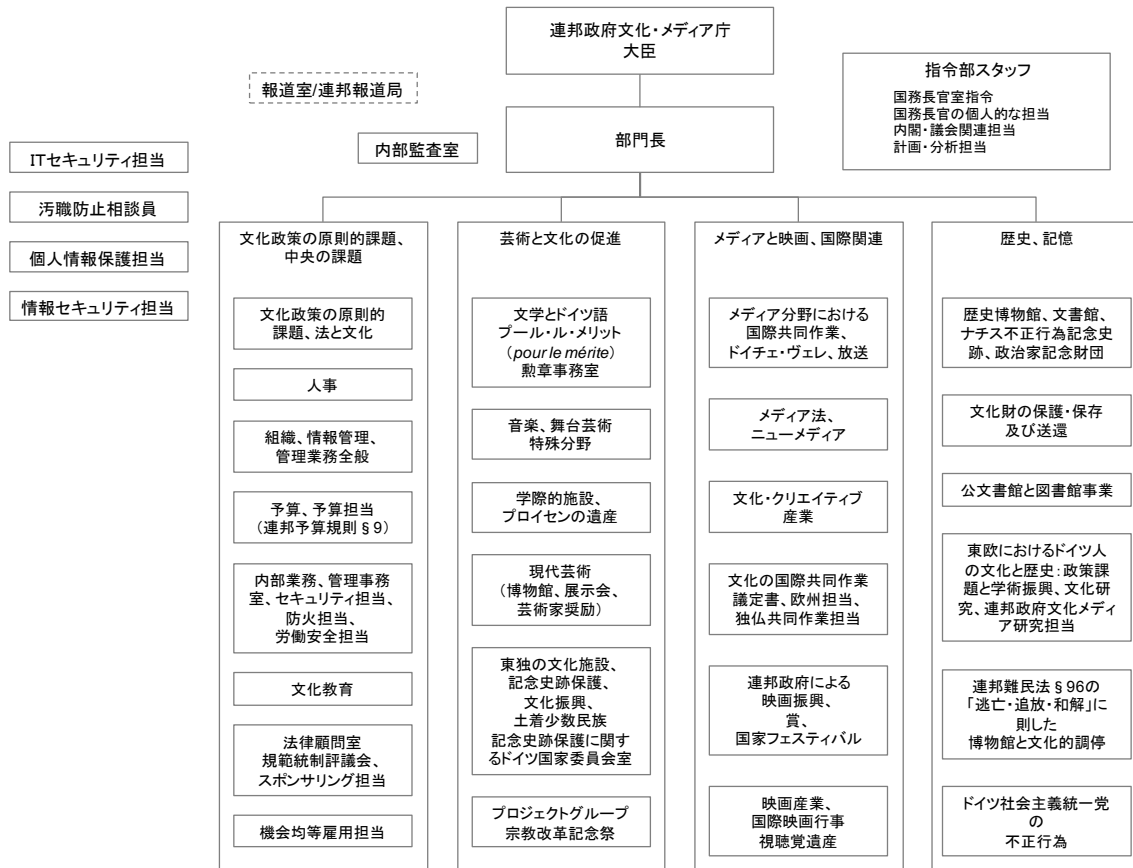 連邦政府文化・メディア庁
大臣
報道室/連邦報道局
指令部スタッフ
国務長官室指令
国務長官の個人的な担当
内閣・議会関連担当
計画・分析担当
部門長
内部監査室
ITセキュリティ担当
汚職防止相談員
個人情報保護担当
情報セキュリティ担当
文化政策の原則的課題、
中央の課題
文化政策の原則的
課題、法と文化
人事
組織、情報管理、
管理業務全般
予算、予算担当
(連邦予算規則§9)
内部業務、管理事務
室、セキュリティ担当、
防火担当、
労働安全担当
文化教育
法律顧問室
規範統制評議会、
スポンサリング担当
機会均等雇用担当
芸術と文化の促進
文学とドイツ語
プール・ル・メリット
(pour le mérite)
勲章事務室
音楽、舞台芸術
特殊分野
学際的施設、
プロイセンの遺産
現代芸術
(博物館、展示会、
芸術家奨励)
東独の文化施設、
記念史跡保護、
文化振興、
土着少数民族
記念史跡保護に関す
るドイツ国家委員会室
プロジェクトグループ
宗教改革記念祭
メディアと映画、国際関連
メディア分野における
国際共同作業、
ドイチェ・ヴェレ、放送
メディア法、
ニューメディア
文化・クリエイティブ
産業
文化の国際共同作業
議定書、欧州担当、
独仏共同作業担当
連邦政府による
映画振興、
賞、
国家フェスティバル
映画産業、
国際映画行事
視聴覚遺産
歴史、記憶
歴史博物館、文書館、
ナチス不正行為記念史
跡、政治家記念財団
文化財の保護・保存
及び送還
公文書館と図書館事業
東欧におけるドイツ人
の文化と歴史:政策課
題と学術振興、文化研
究、連邦政府文化メディ
ア研究担当
連邦難民法§96の
「逃亡・追放・和解」に
則した
博物館と文化的調停
ドイツ社会主義統一党
の
不正行為